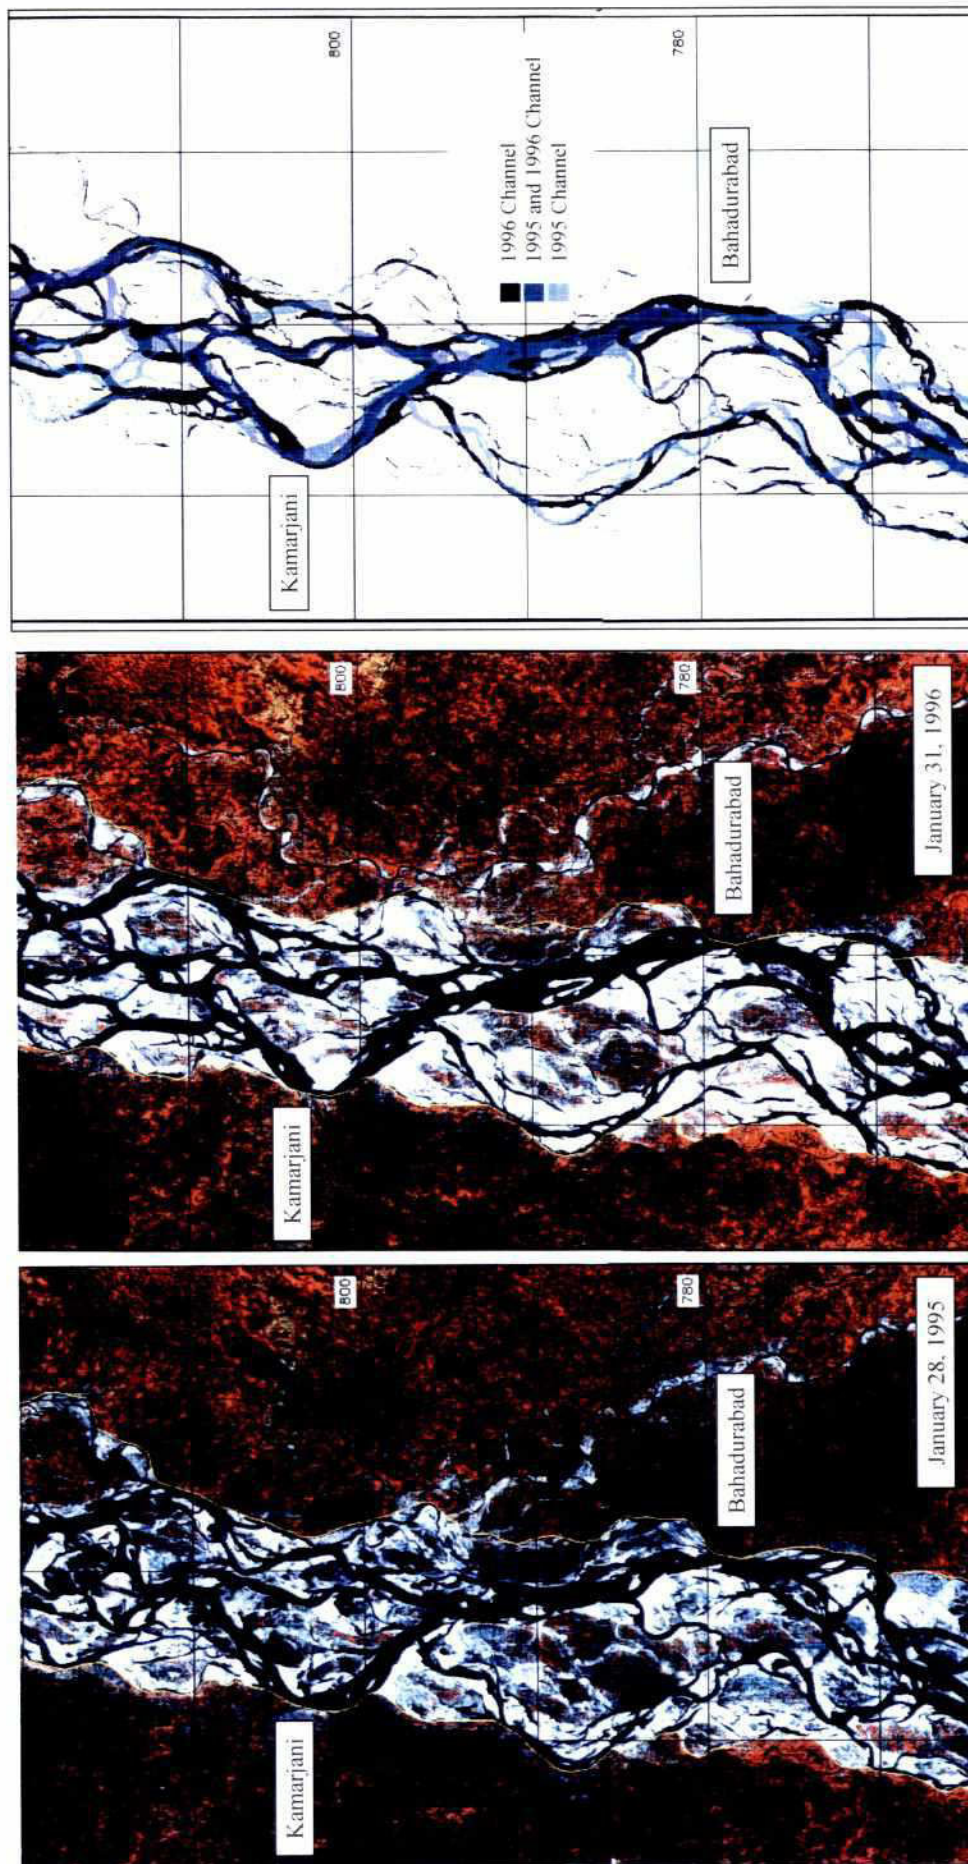 800
780
1996 Channel
1995 and 1996 Channel
1995 Channel
Bahadurabad
Kamarjani
800
780
Bahadurabad
Kamarjani
January 31, 1996
800
780
Bahadurabad
Kamarjani
January 28, 1995